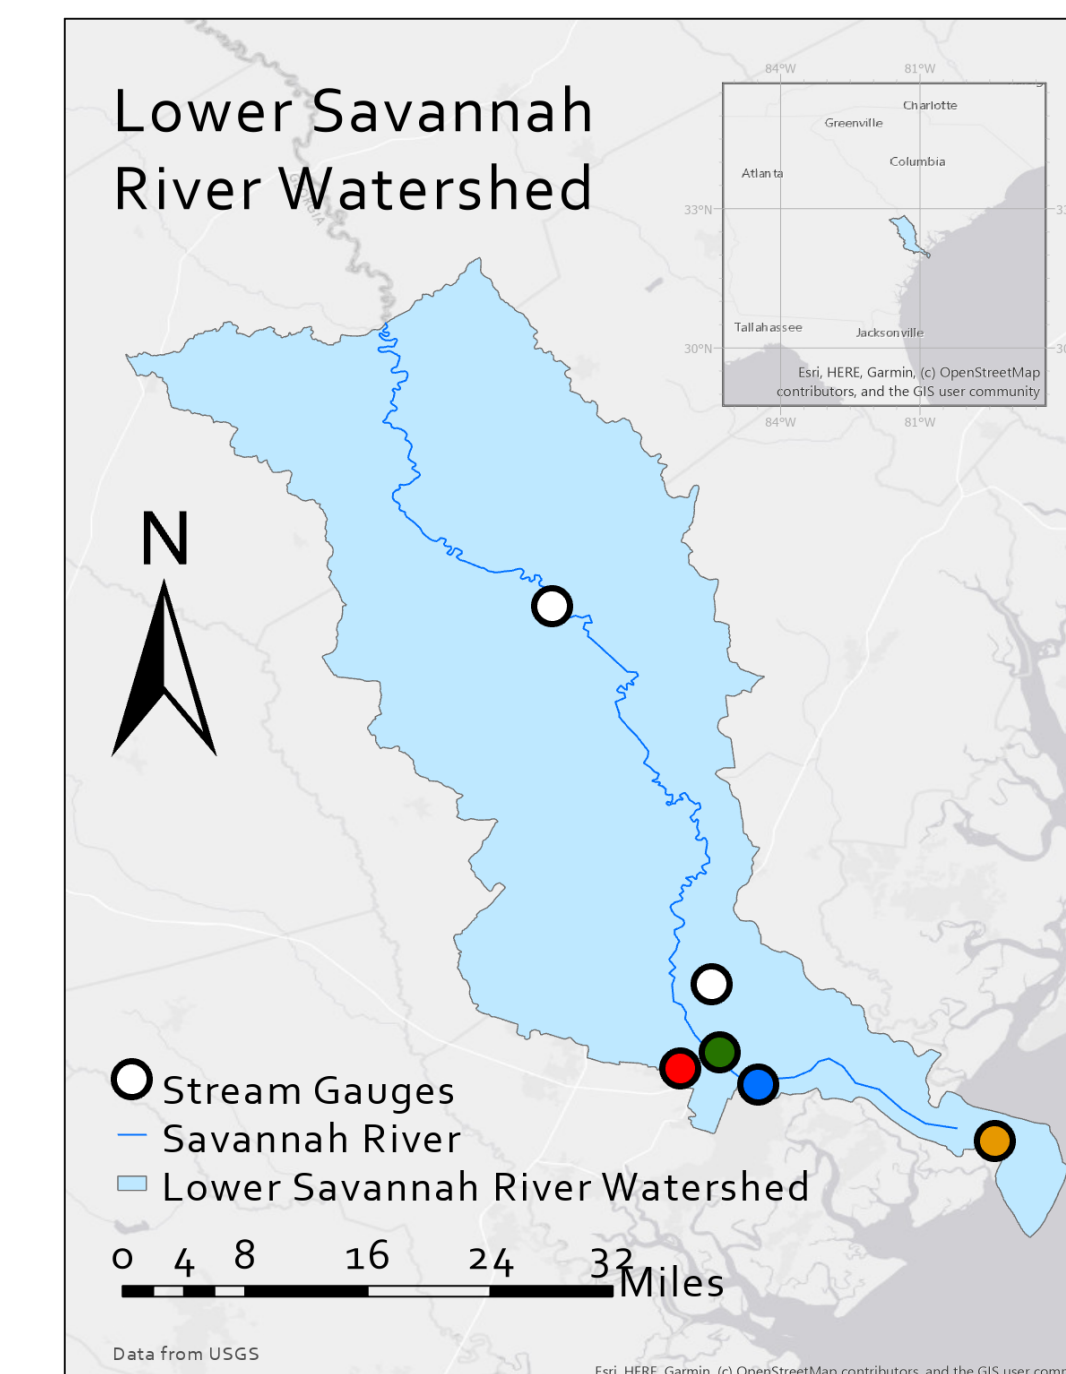 Lower Savannah
River Watershed
GEORGIA
84°W
81°W
Charlotte
Greenville
Columbia
Atlanta
33°N
Tallahassee
Jacksonville
30°N
Esri, HERE, Garmin, (c) OpenStreetMap
contributors, and the GIS user community
84°W
81°W
N
Stream Gauges
Savannah River
Lower Savannah River Watershed
0 4 8 16 24 32
Miles
Data from USGS
Esri, HERE, Garmin, (c) OpenStreetMap contributors, and the GIS user